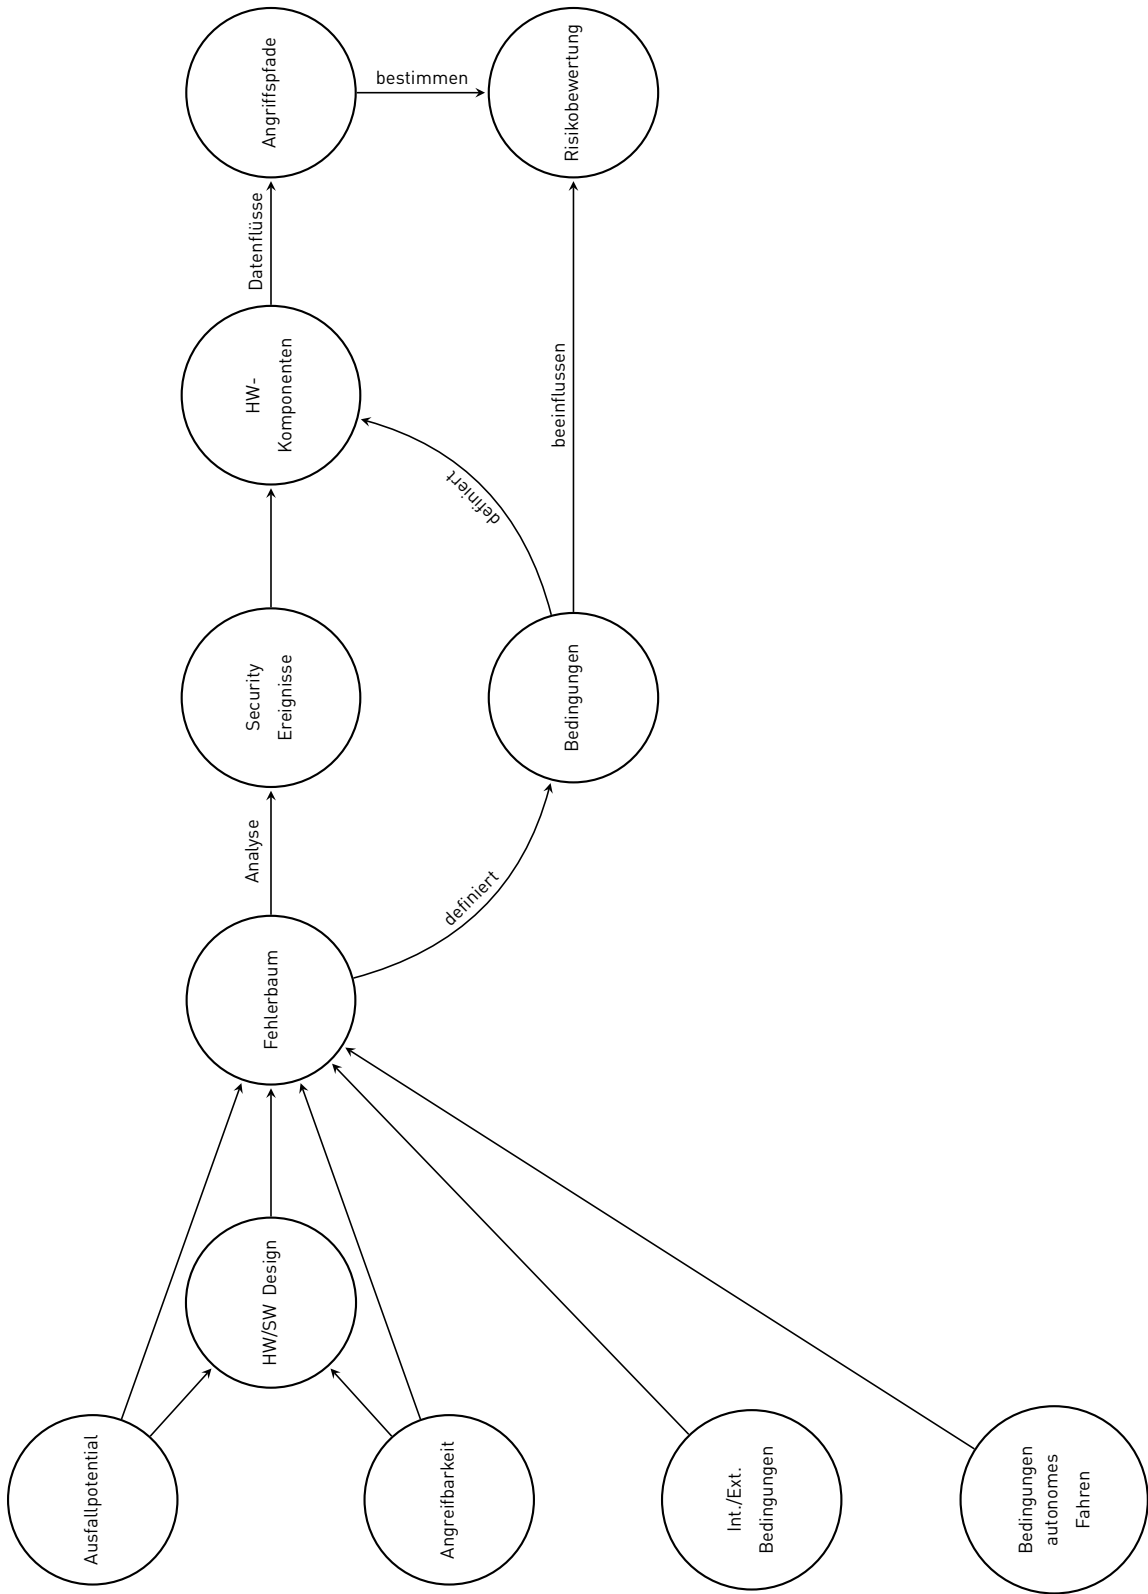 Angriffspfade
bestimmen
Risikobewertung
Datenflüsse
HW-
Komponenten
beeinflussen
definiert
Security
Ereignisse
Bedingungen
Analyse
definiert
Fehlerbaum
HW/SW Design
Ausfallpotential
Angreifbarkeit
Int./Ext.
Bedingungen
Bedingungen
autonomes
Fahren